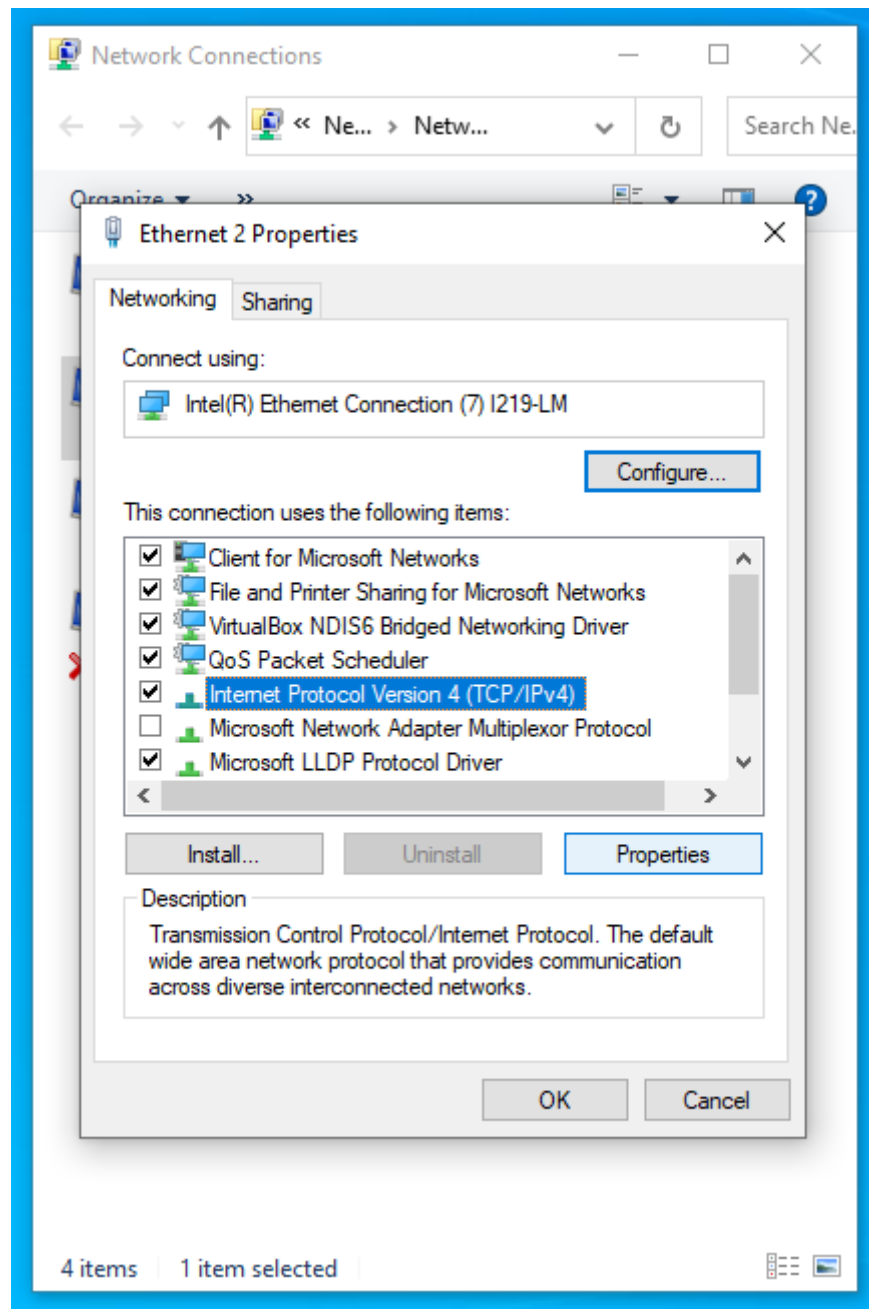 Network Connections
« Ne... › Netw...
Search Ne.
Organize
»
?
Ethernet 2 Properties
Networking
Sharing
Connect using:
Intel(R) Ethernet Connection (7) I219-LM
Configure...
This connection uses the following items:
Client for Microsoft Networks
File and Printer Sharing for Microsoft Networks
VirtualBox NDIS6 Bridged Networking Driver
QoS Packet Scheduler
Internet Protocol Version 4 (TCP/IPv4)
Microsoft Network Adapter Multiplexor Protocol
Microsoft LLDP Protocol Driver
Install...
Uninstall
Properties
Description
Transmission Control Protocol/Internet Protocol. The default
wide area network protocol that provides communication
across diverse interconnected networks.
OK
Cancel
4 items
1 item selected